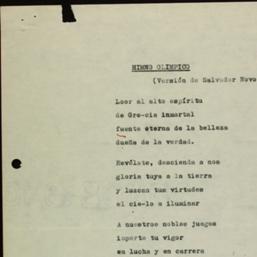 HIMNO OLIMPICO
(Versión de Salvador Novo
Loor al alto espíritu
de Gre-cia inmortal
fuente eterna de la belleza
dueña de la verdad.
Revélate, descienda a nos
gloria tuya a la tierra
y luzcan tus virtudes
el cie-lo a iluminar
A nuestros nobles juegos
imparte tu vigor
en lucha y en carrera